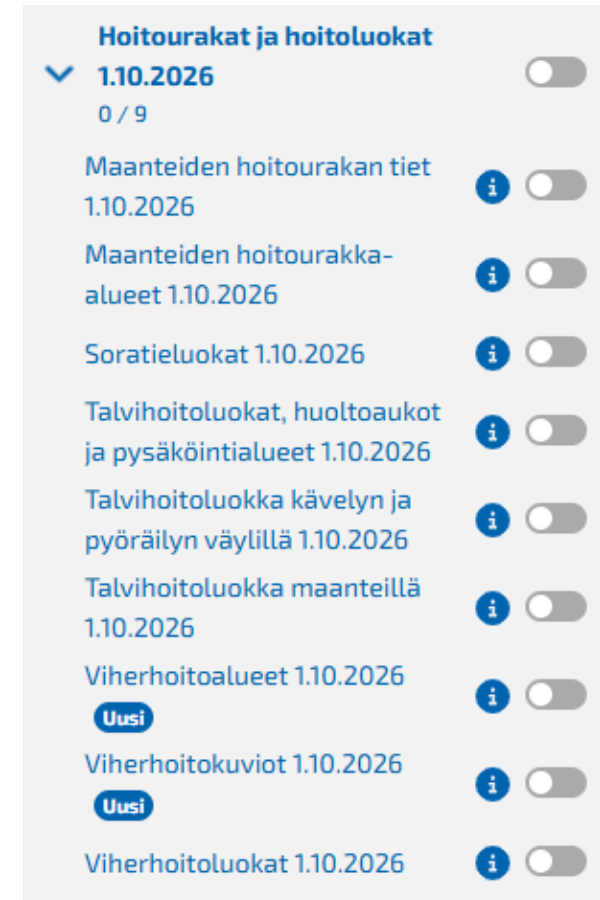 Hoitourakat ja hoitoluokat
1.10.2026
0 / 9
Maanteiden hoitourakan tiet
1.10.2026
Maanteiden hoitourakka-
alueet 1.10.2026
Soratieluokat 1.10.2026
Talvihoitoluokat, huoltoaukot
ja pysäköintialueet 1.10.2026
Talvihoitoluokka kävelyn ja
pyöräilyn väylillä 1.10.2026
Talvihoitoluokka maanteillä
1.10.2026
Viherhoitoalueet 1.10.2026
Uusi
Viherhoitokuviot 1.10.2026
Uusi
Viherhoitoluokat 1.10.2026